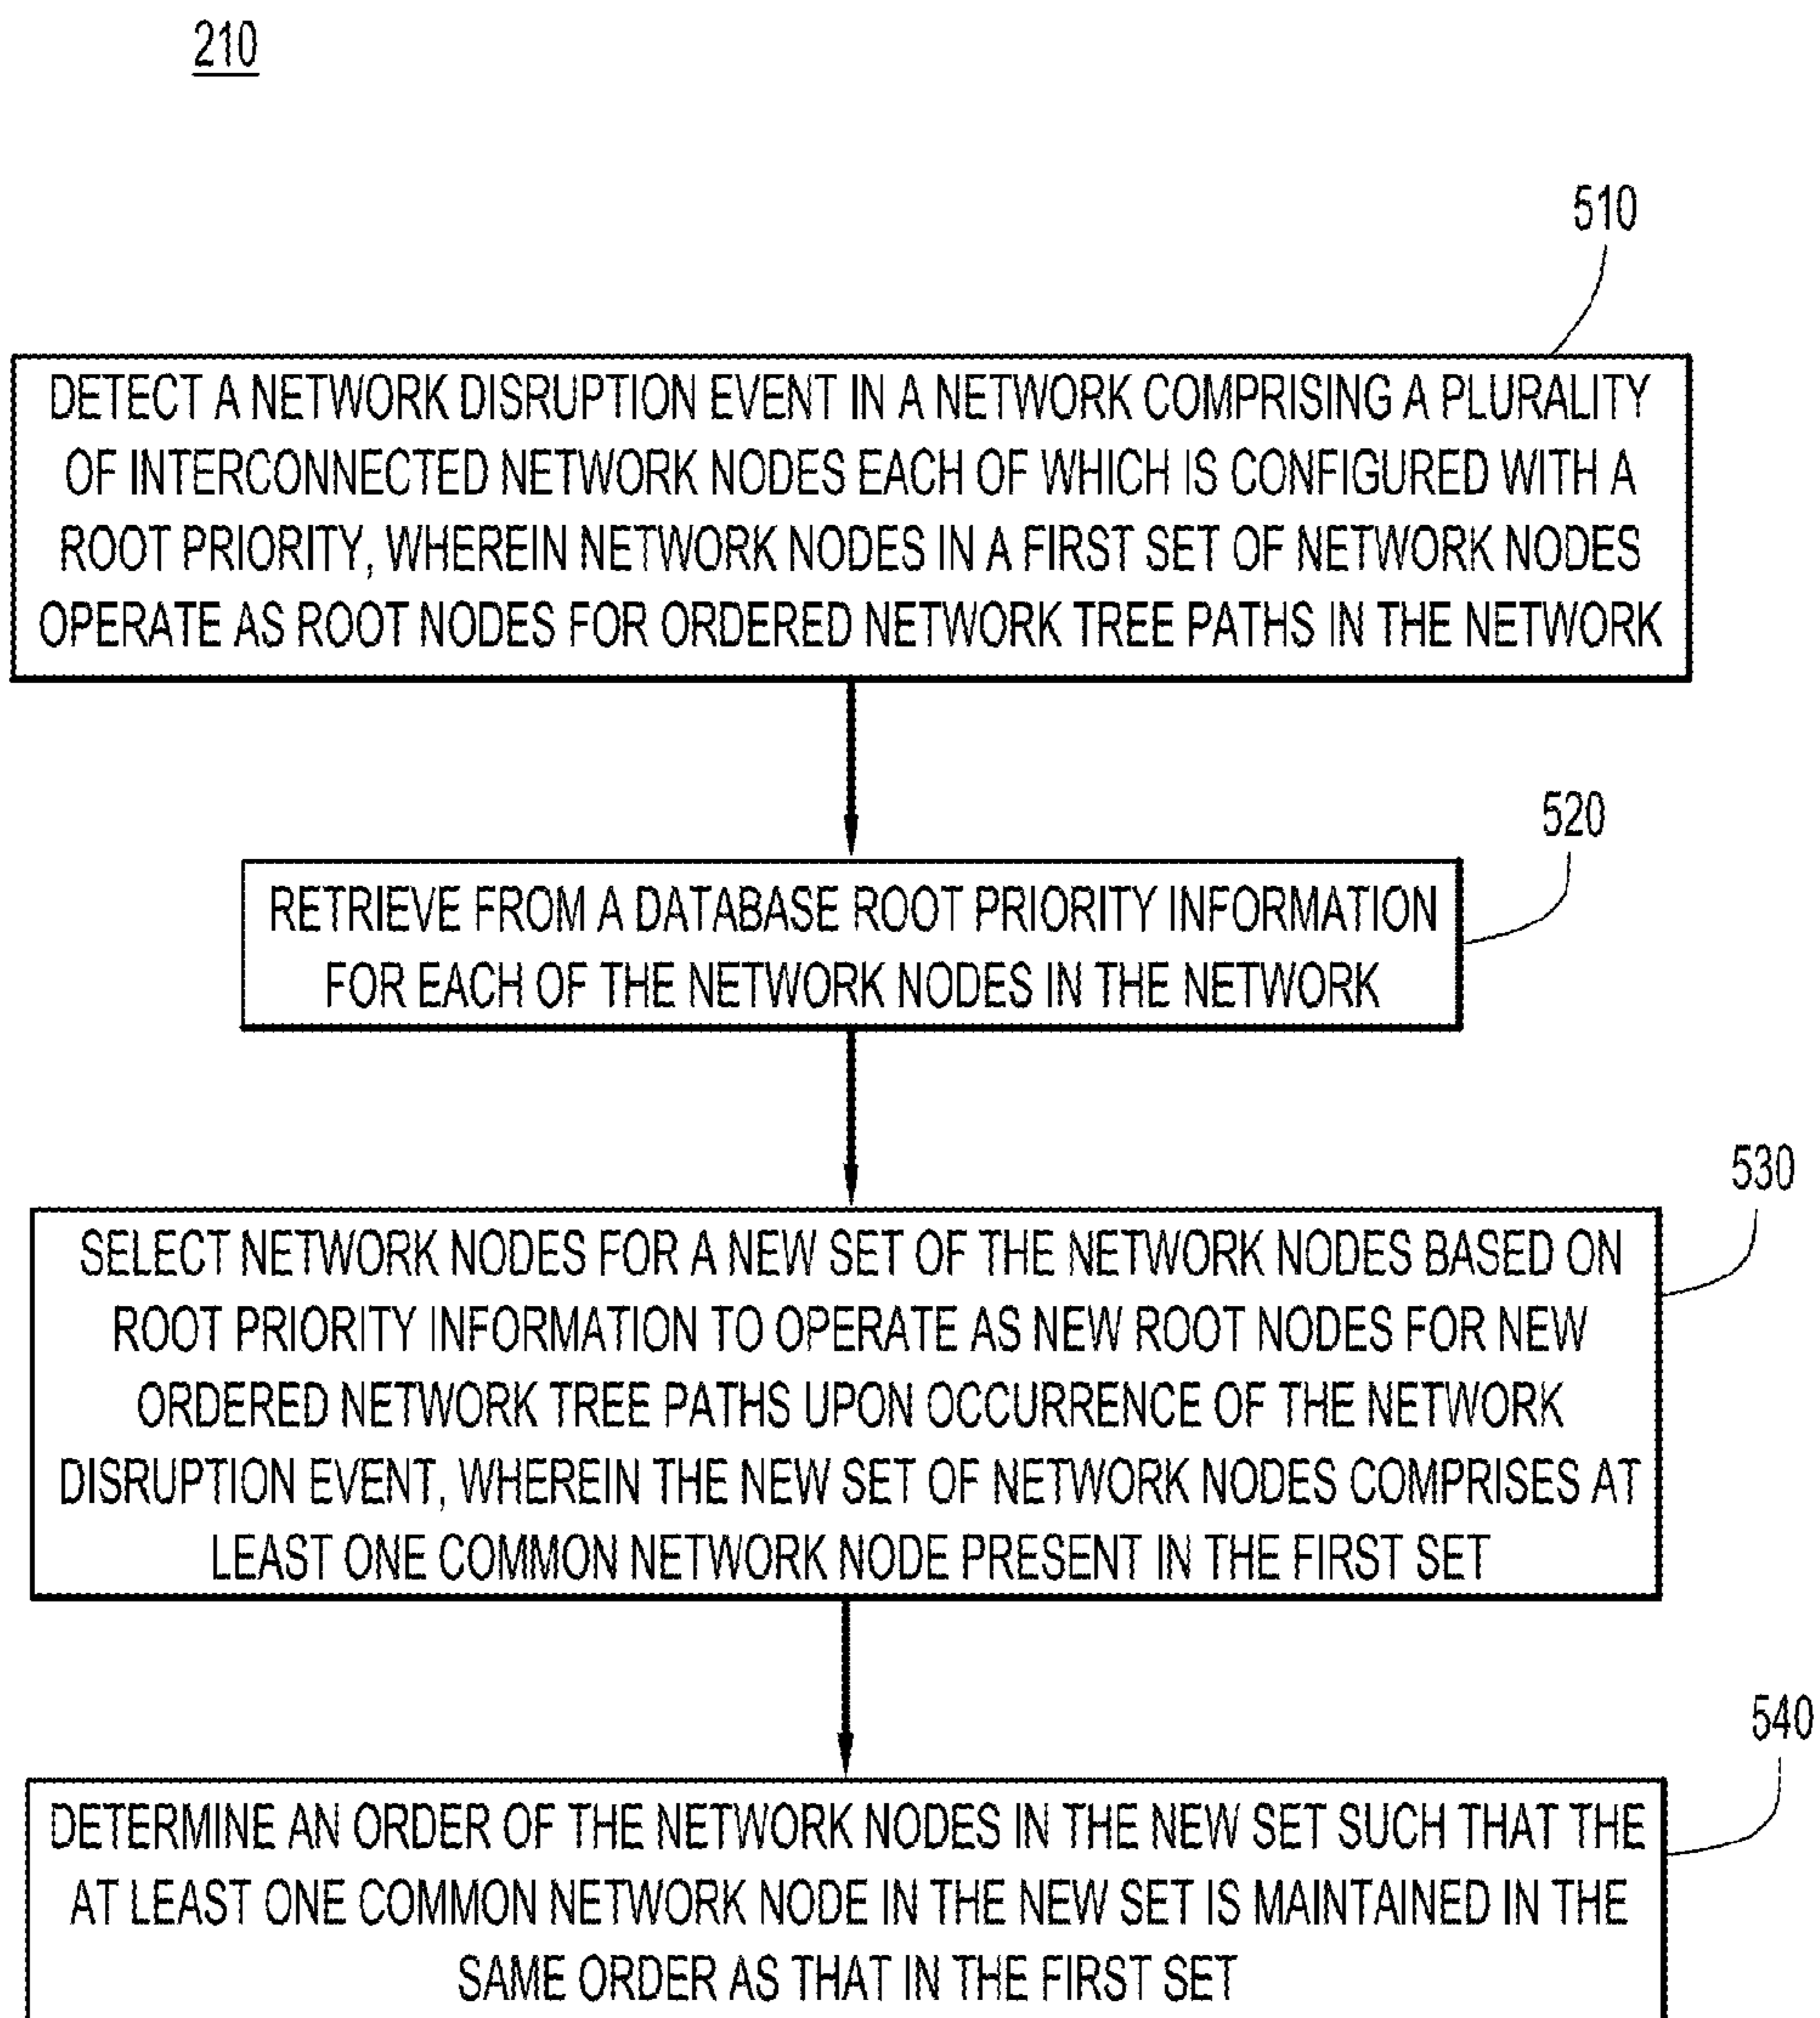 210
510
DETECT A NETWORK DISRUPTION EVENT IN A NETWORK COMPRISING A PLURALITY
OF INTERCONNECTED NETWORK NODES EACH OF WHICH IS CONFIGURED WITH A
ROOT PRIORITY, WHEREIN NETWORK NODES IN A FIRST SET OF NETWORK NODES
OPERATE AS ROOT NODES FOR ORDERED NETWORK TREE PATHS IN THE NETWORK
520
RETRIEVE FROM A DATABASE ROOT PRIORITY INFORMATION
FOR EACH OF THE NETWORK NODES IN THE NETWORK
530
SELECT NETWORK NODES FOR A NEW SET OF THE NETWORK NODES BASED ON
ROOT PRIORITY INFORMATION TO OPERATE AS NEW ROOT NODES FOR NEW
ORDERED NETWORK TREE PATHS UPON OCCURRENCE OF THE NETWORK
DISRUPTION EVENT, WHEREIN THE NEW SET OF NETWORK NODES COMPRISES AT
LEAST ONE COMMON NETWORK NODE PRESENT IN THE FIRST SET
540
DETERMINE AN ORDER OF THE NETWORK NODES IN THE NEW SET SUCH THAT THE
AT LEAST ONE COMMON NETWORK NODE IN THE NEW SET IS MAINTAINED IN THE
SAME ORDER AS THAT IN THE FIRST SET